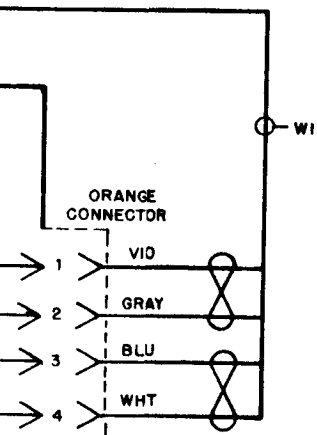 W1
ORANGE
CONNECTOR
1 VIO
2 GRAY
3 BLU
4 WHT